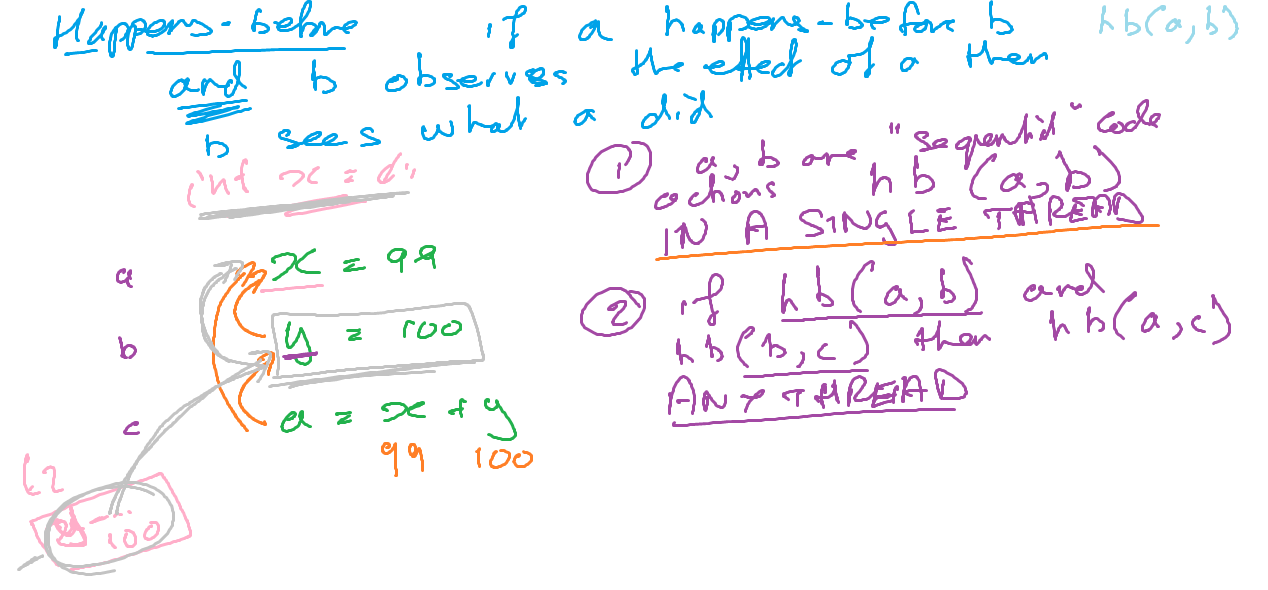 Happens-before if a happens-before b hb(a,b)
and b observes the effect of a then
b sees what a did
int x = 0;
① a, b are "sequential" code
actions hb (a,b)
IN A SINGLE THREAD
a x = 99
b y = 100
c a = x + y
99 100
② if hb(a,b) and
hb(b,c) then hb(a,c)
ANY THREAD
t2
y ...
100